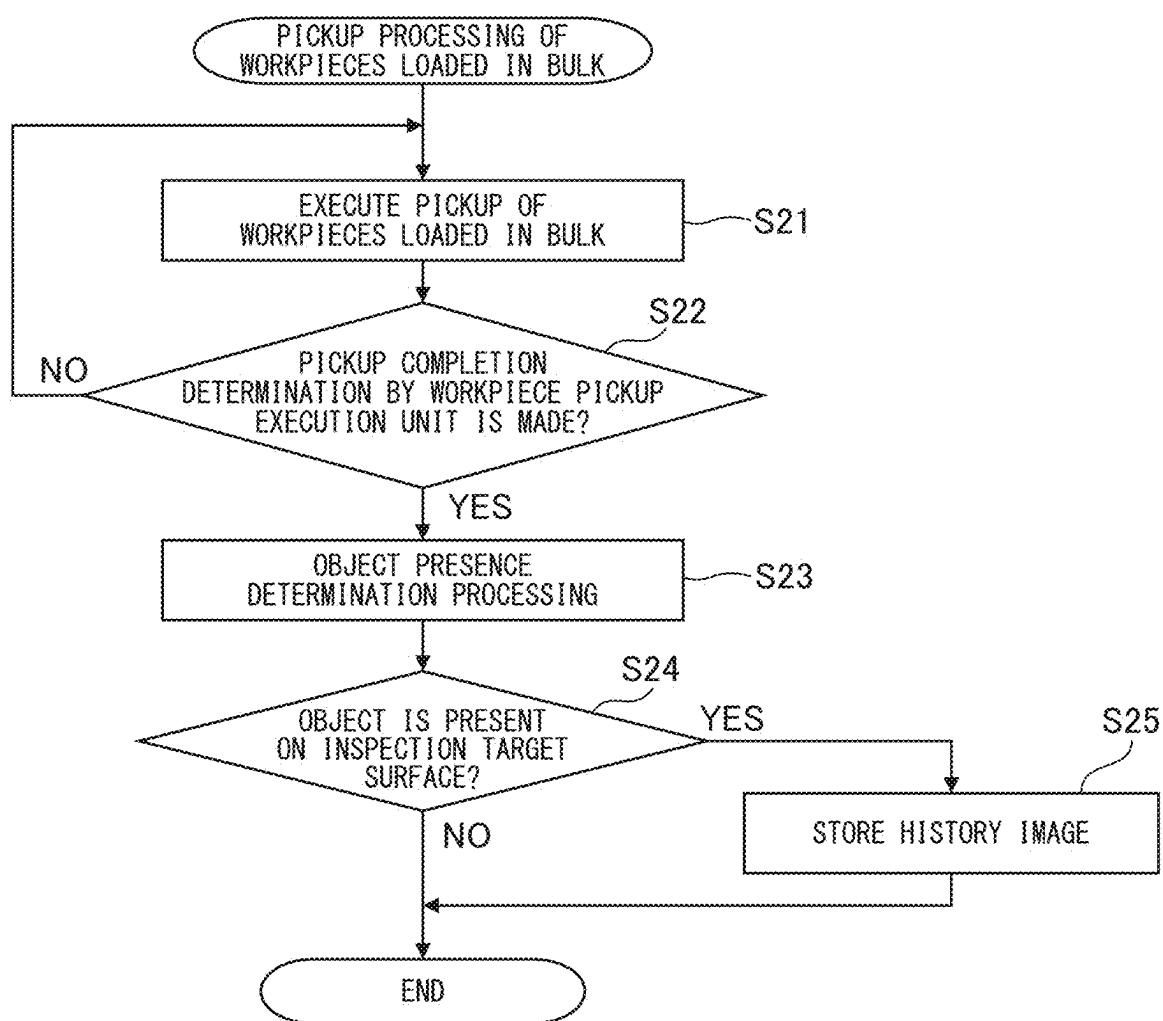 PICKUP PROCESSING OF
WORKPIECES LOADED IN BULK
EXECUTE PICKUP OF
WORKPIECES LOADED IN BULK
S21
S22
PICKUP COMPLETION
DETERMINATION BY WORKPIECE PICKUP
EXECUTION UNIT IS MADE?
NO
YES
OBJECT PRESENCE
DETERMINATION PROCESSING
S23
S24
OBJECT IS PRESENT
ON INSPECTION TARGET
SURFACE?
YES
S25
STORE HISTORY IMAGE
NO
END